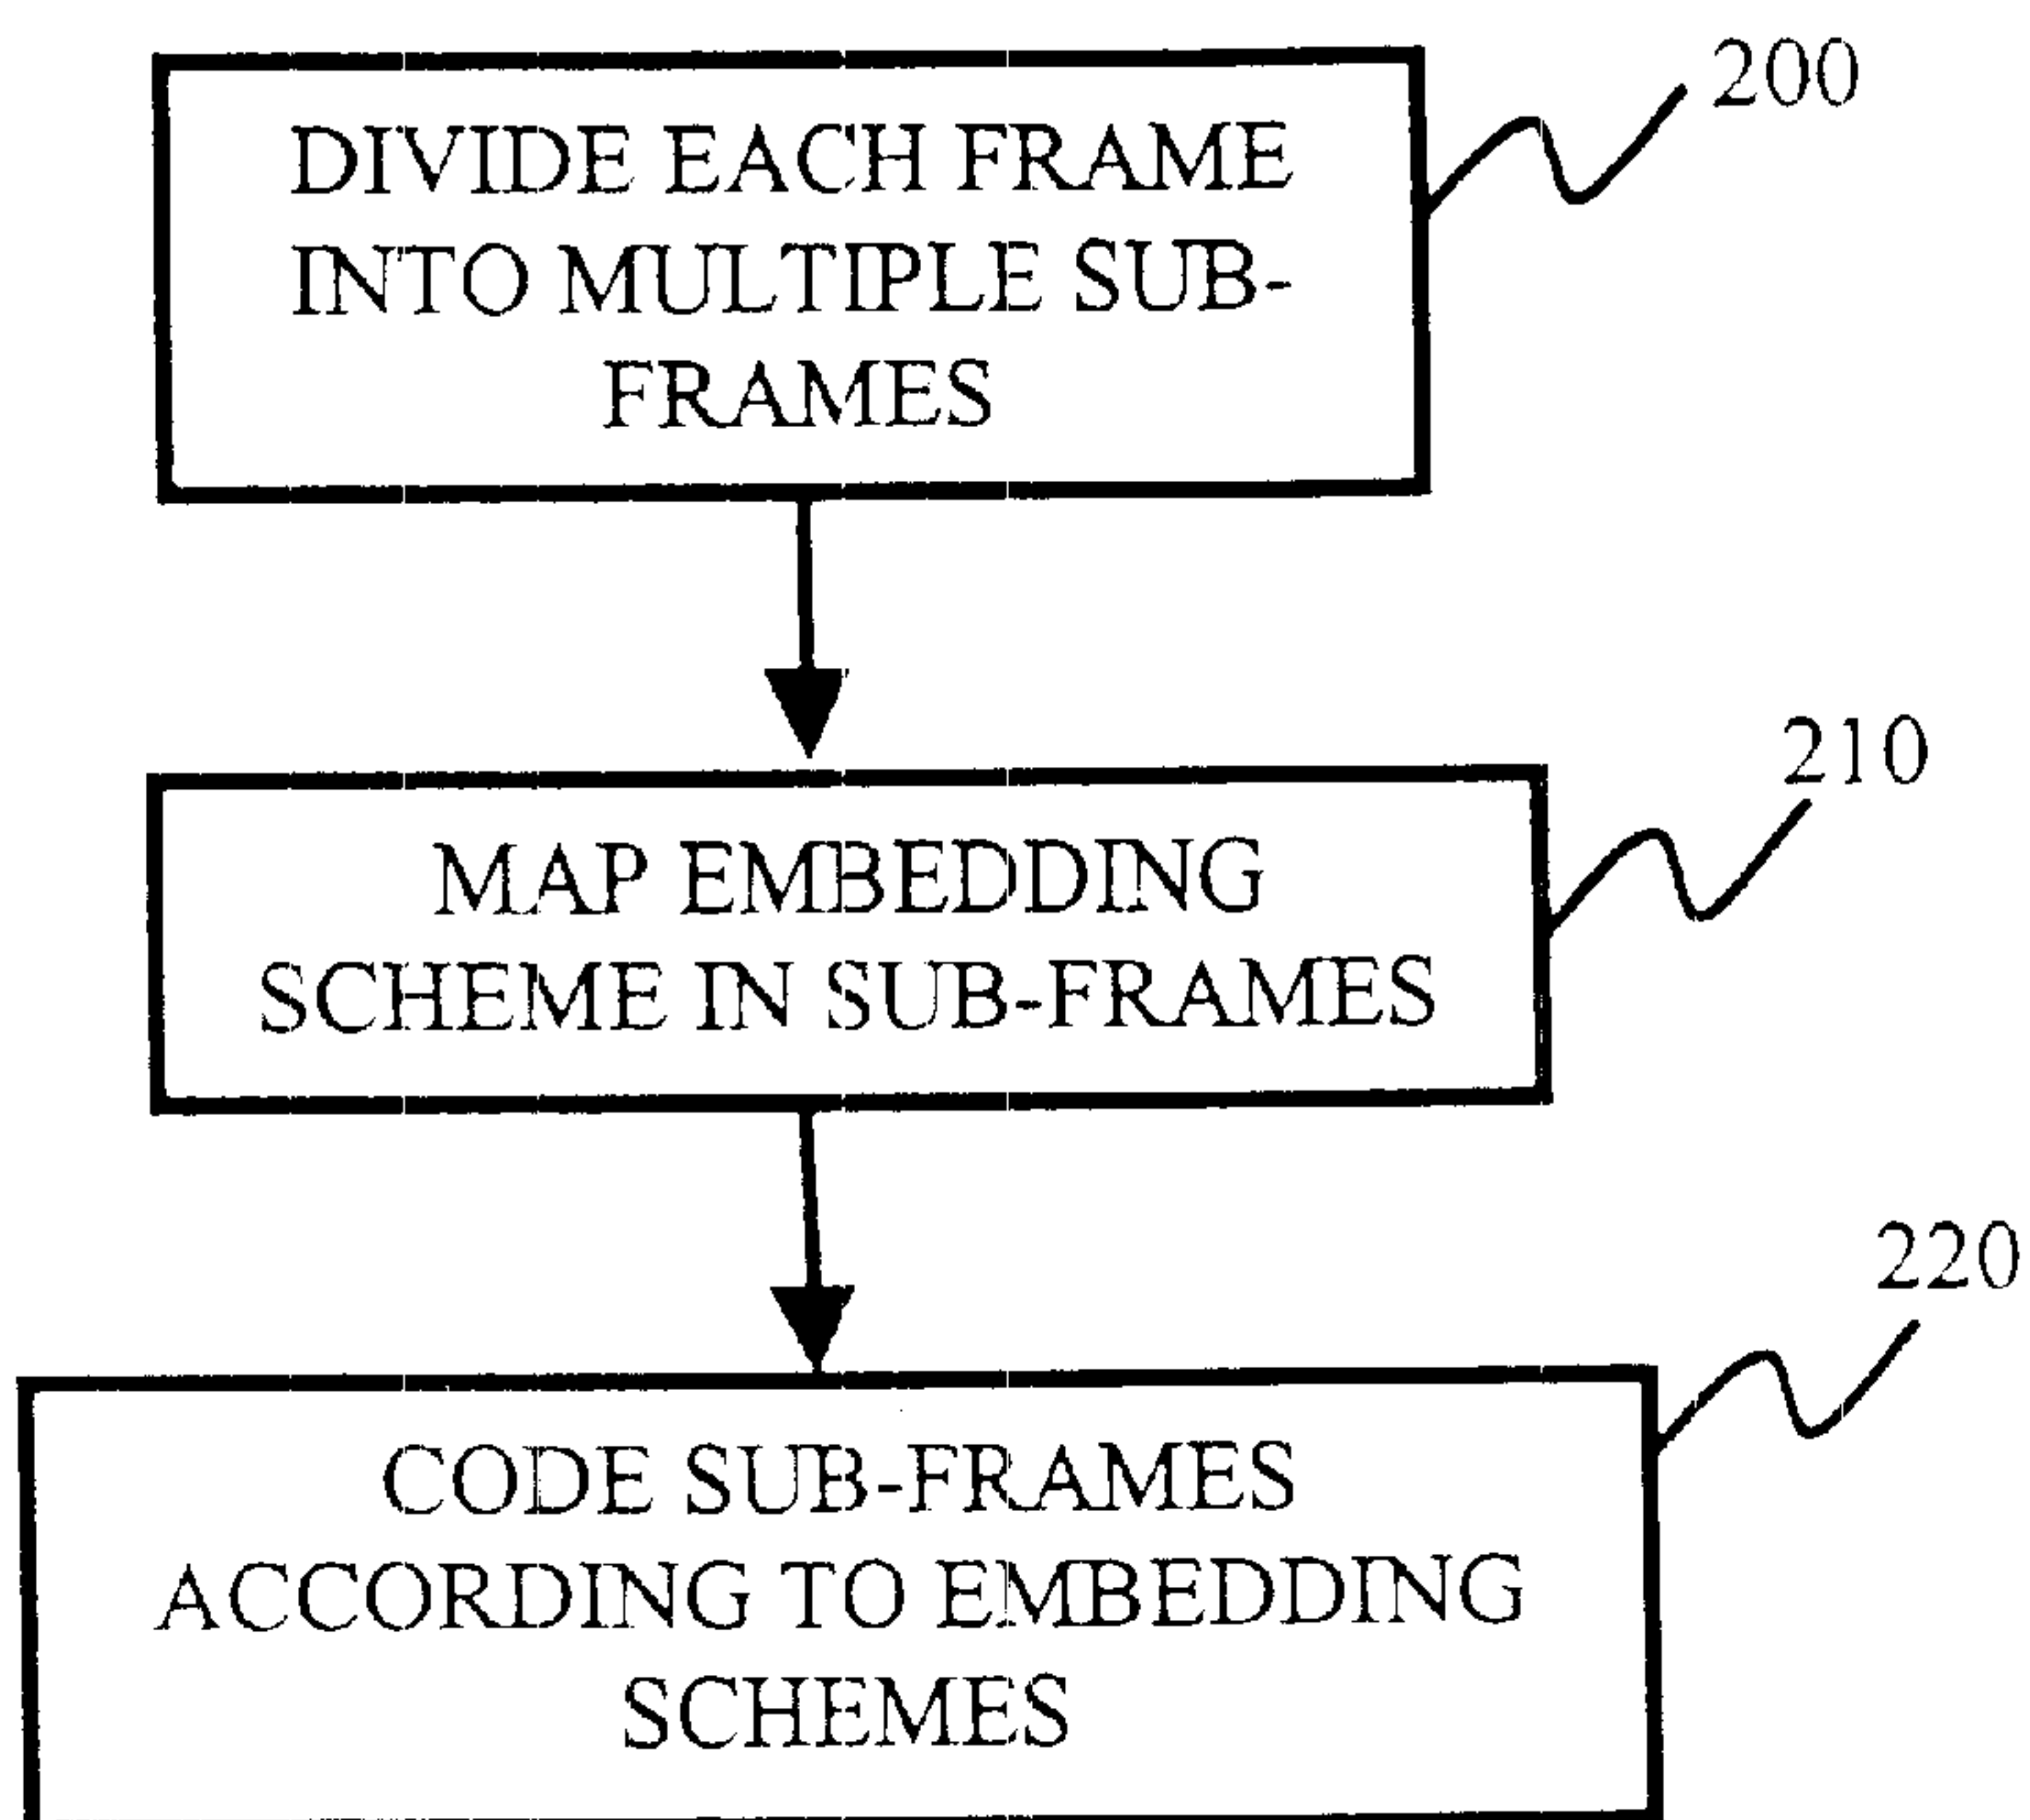 200
DIVIDE EACH FRAME
INTO MULTIPLE SUB-
FRAMES
210
MAP EMBEDDING
SCHEME IN SUB-FRAMES
220
CODE SUB-FRAMES
ACCORDING TO EMBEDDING
SCHEMES